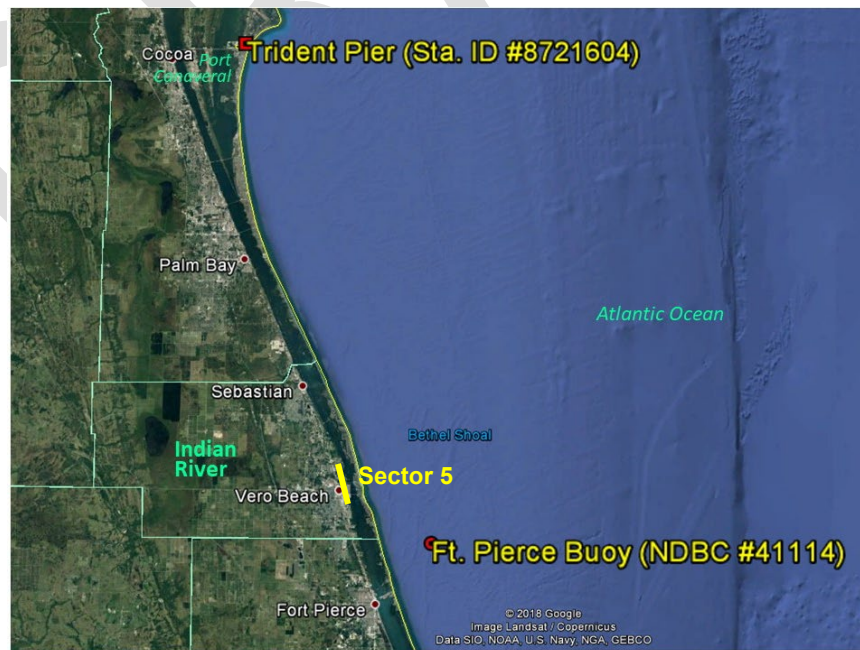 Trident Pier (Sta. ID #8721604)
Cocoa
Port
Canaveral
Palm Bay
Atlantic Ocean
Sebastian
Bethel Shoal
Indian
River
Sector 5
Vero Beach
Ft. Pierce Buoy (NDBC #41114)
Fort Pierce
© 2018 Google
Image Landsat / Copernicus
Data SIO, NOAA, U.S. Navy, NGA, GEBCO